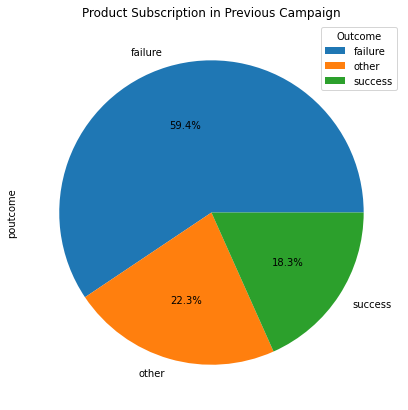 Product Subscription in Previous Campaign
Outcome
failure
other
success
failure
59.4%
poutcome
18.3%
22.3%
success
other